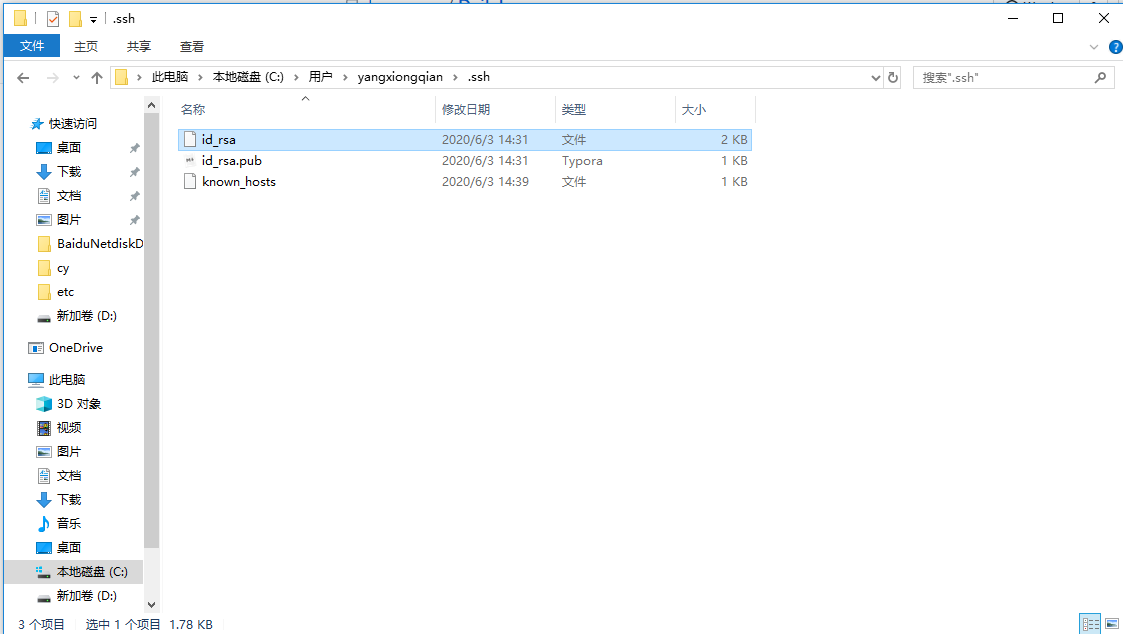 .ssh
文件 主页 共享 查看
此电脑 › 本地磁盘 (C:) › 用户 › yangxiongqian › .ssh 搜索".ssh"
名称 修改日期 类型 大小
id_rsa 2020/6/3 14:31 文件 2 KB
id_rsa.pub 2020/6/3 14:31 Typora 1 KB
known_hosts 2020/6/3 14:39 文件 1 KB
快速访问
桌面
下载
文档
图片
BaiduNetdiskD
cy
etc
新加卷 (D:)
OneDrive
此电脑
3D 对象
视频
图片
文档
下载
音乐
桌面
本地磁盘 (C:)
新加卷 (D:)
3 个项目 选中 1 个项目 1.78 KB